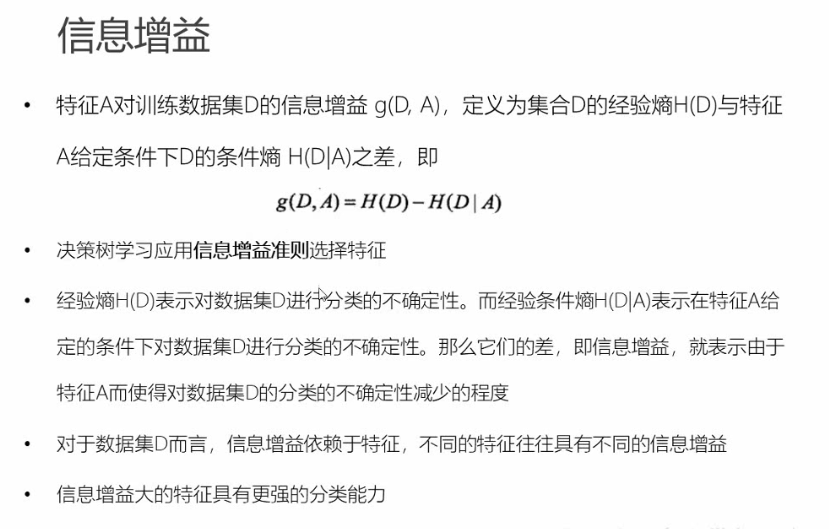 信息增益
• 特征A对训练数据集D的信息增益 g(D, A)，定义为集合D的经验熵H(D)与特征
A给定条件下D的条件熵 H(D|A)之差，即
g(D,A)=H(D)−H(D|A)
• 决策树学习应用信息增益准则选择特征
• 经验熵H(D)表示对数据集D进行分类的不确定性。而经验条件熵H(D|A)表示在特征A给
定的条件下对数据集D进行分类的不确定性。那么它们的差，即信息增益，就表示由于
特征A而使得对数据集D的分类的不确定性减少的程度
• 对于数据集D而言，信息增益依赖于特征，不同的特征往往具有不同的信息增益
• 信息增益大的特征具有更强的分类能力